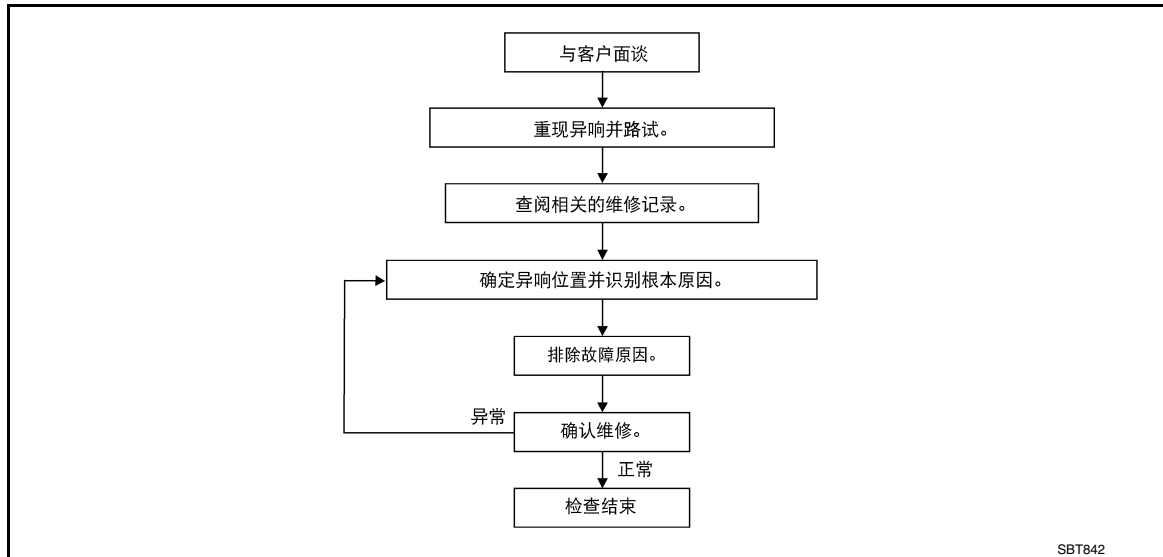 与客户面谈
重现异响并路试。
查阅相关的维修记录。
确定异响位置并识别根本原因。
排除故障原因。
异常
确认维修。
正常
检查结束
SBT842